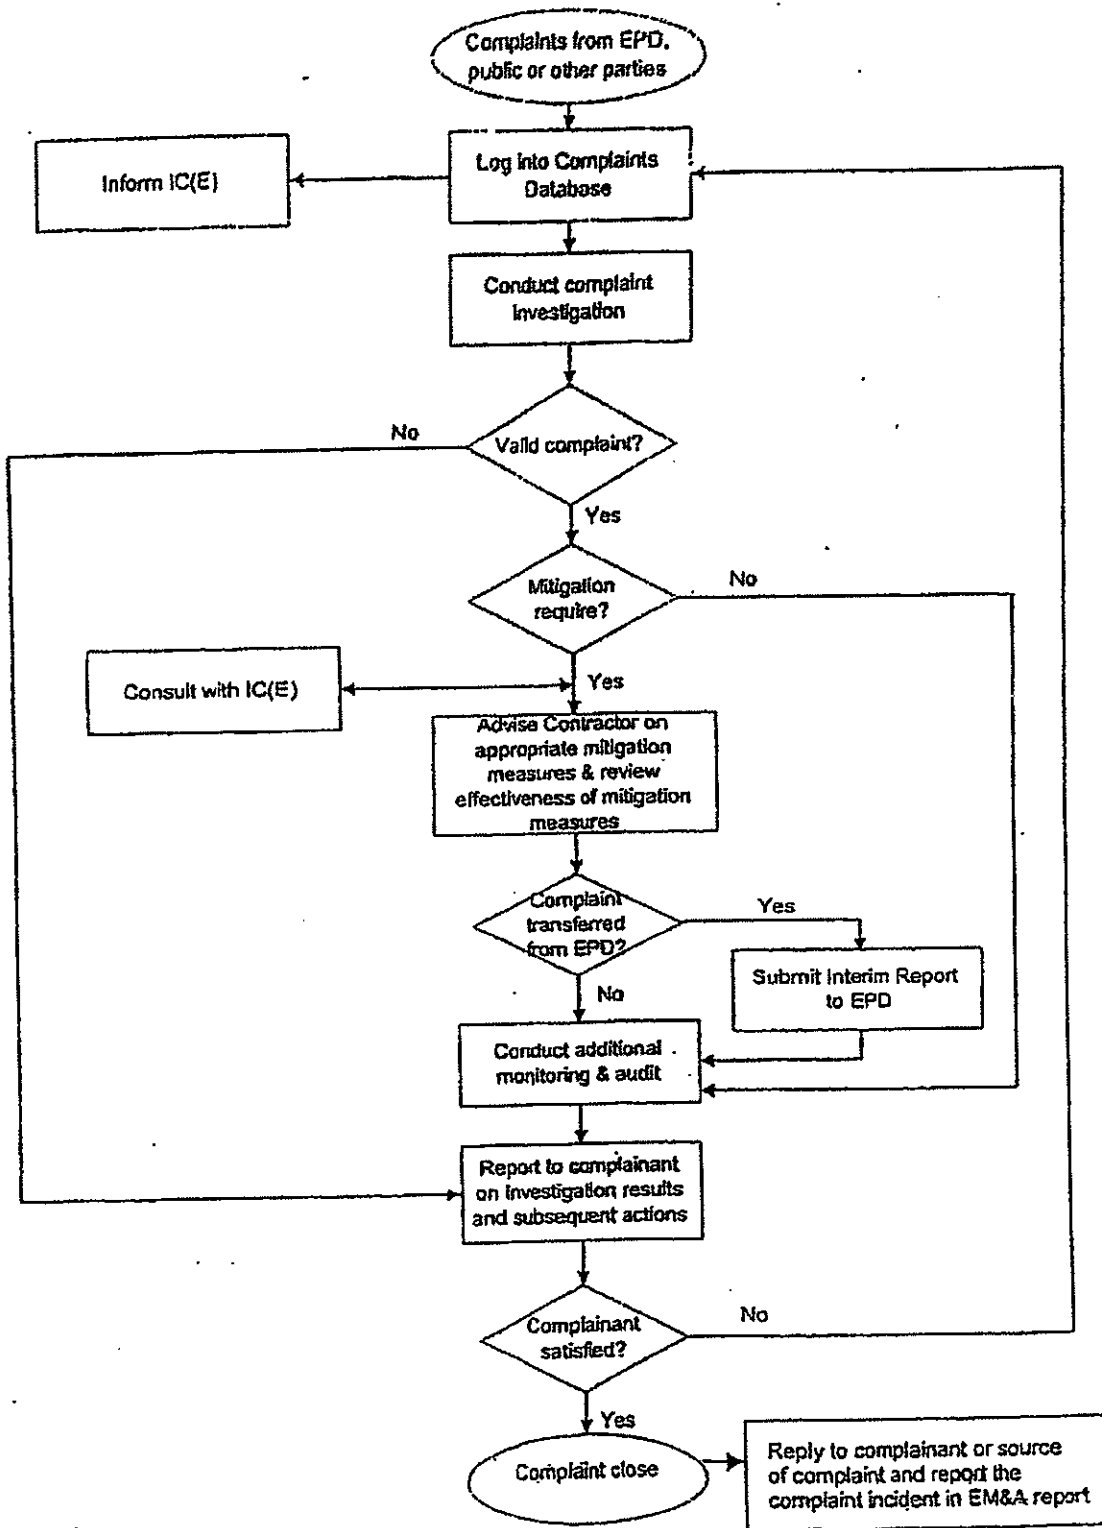 Complaints from EPD,
public or other parties
Inform IC(E)
Log into Complaints
Database
Conduct complaint
investigation
No
Valid complaint?
Yes
Mitigation
require?
No
Consult with IC(E)
Yes
Advise Contractor on
appropriate mitigation
measures & review
effectiveness of mitigation
measures
Complaint
transferred
from EPD?
Yes
Submit Interim Report
to EPD
No
Conduct additional
monitoring & audit
Report to complainant
on investigation results
and subsequent actions
Complainant
satisfied?
No
Yes
Complaint close
Reply to complainant or source
of complaint and report the
complaint incident in EM&A report